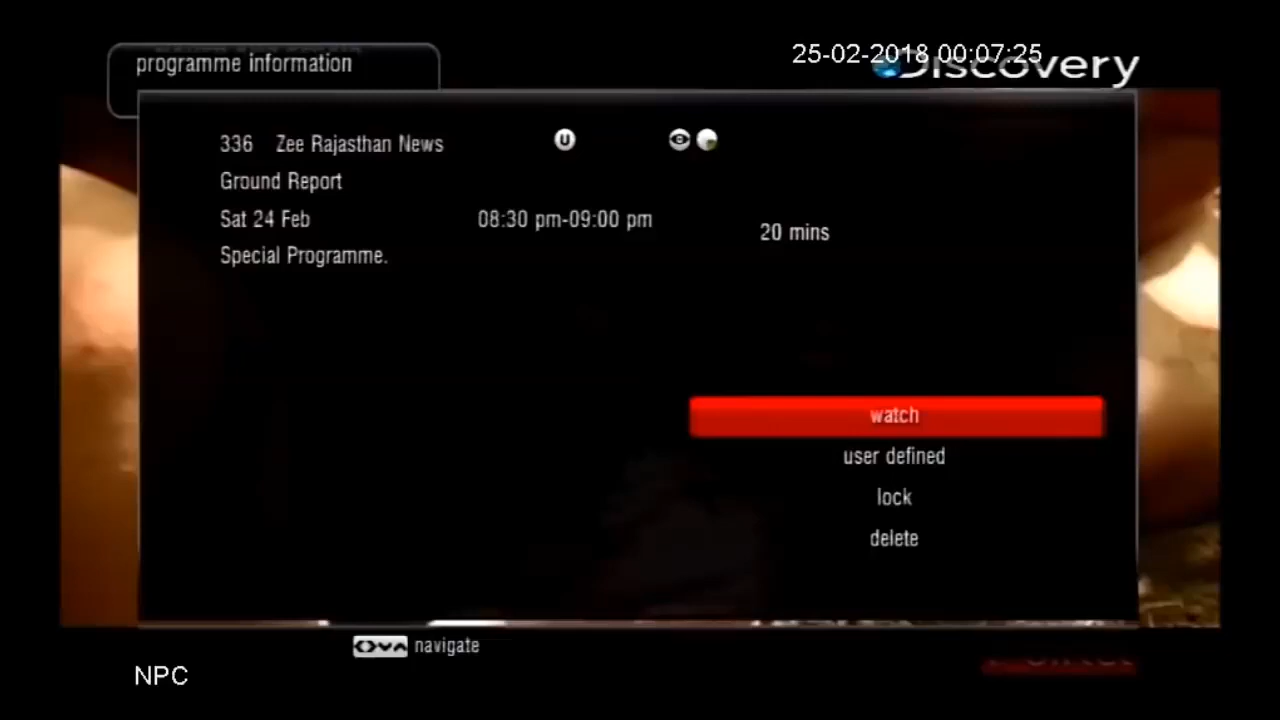 programme information
25-02-2018 00:07:25
Discovery
336 Zee Rajasthan News
U
Ground Report
Sat 24 Feb 08:30 pm-09:00 pm
20 mins
Special Programme.
watch
user defined
lock
delete
navigate
NPC